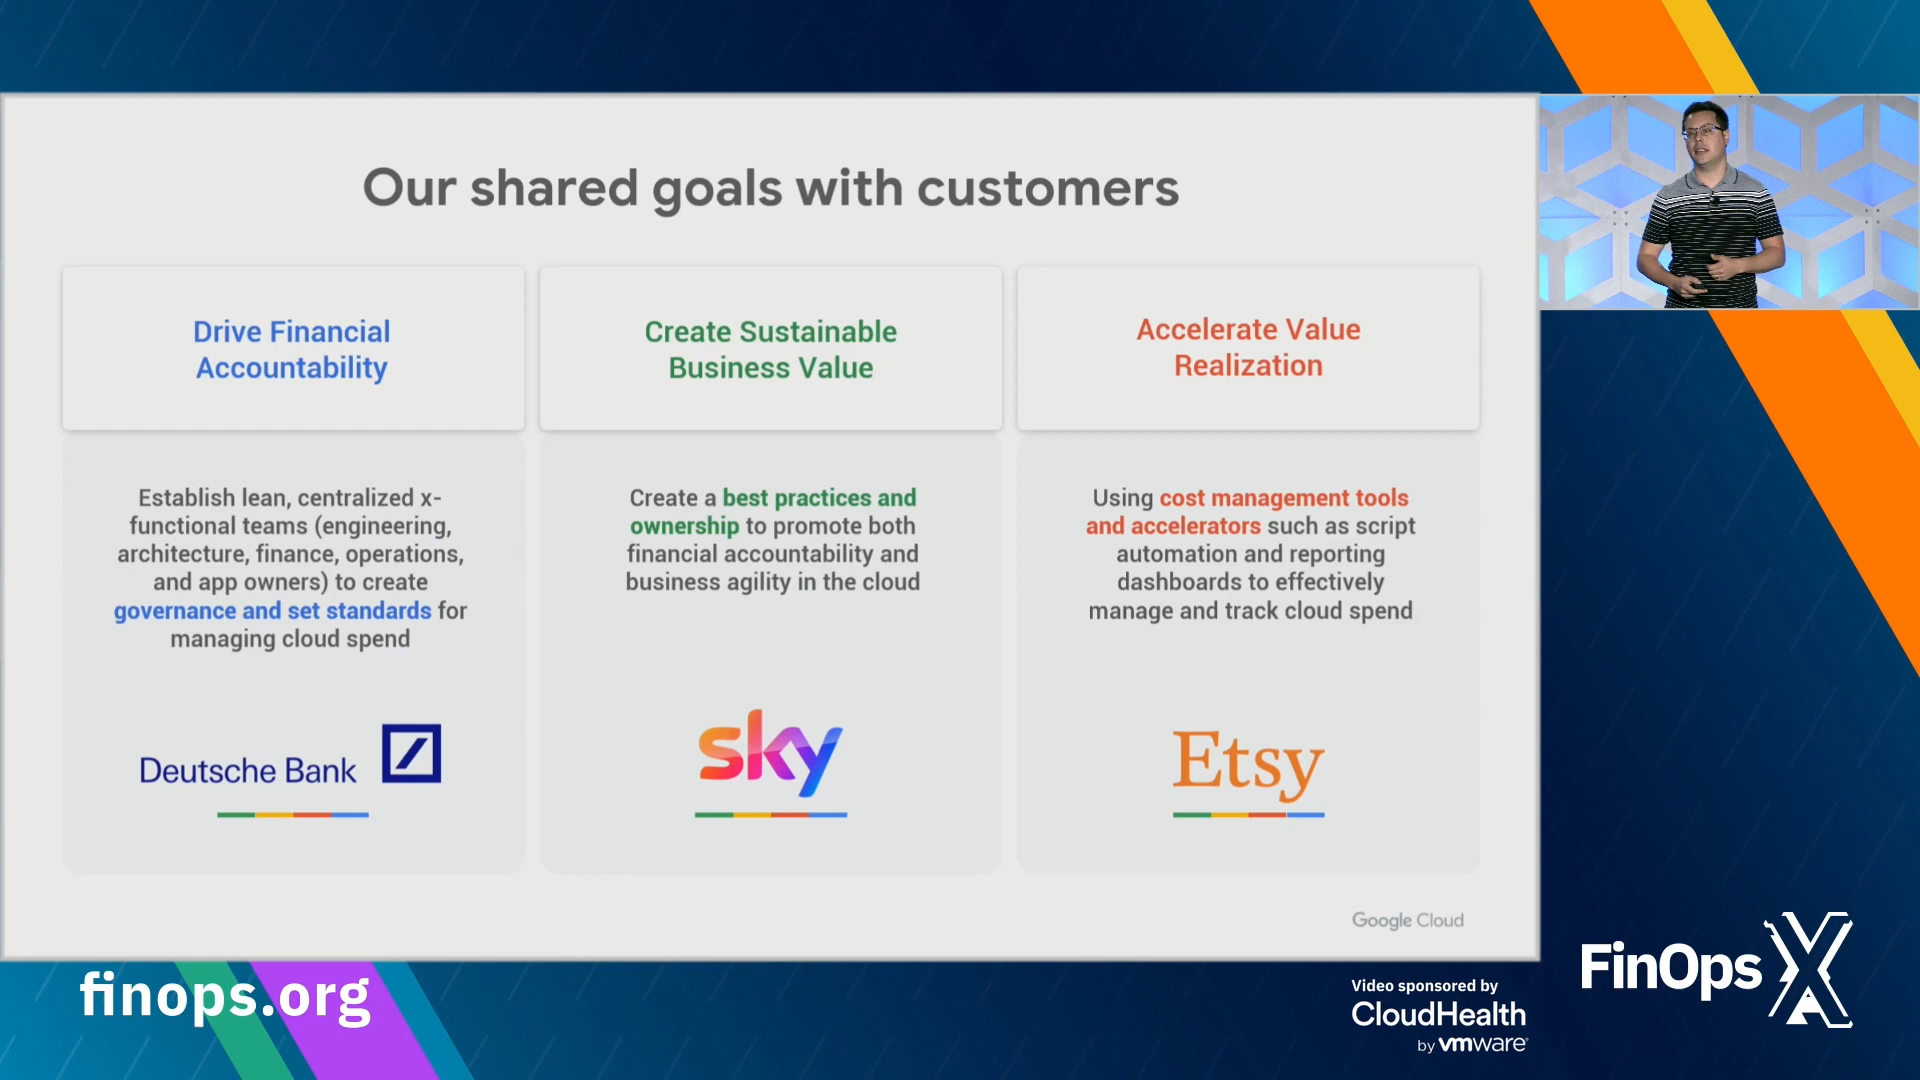 Our shared goals with customers
Drive Financial
Accountability
Establish lean, centralized x-
functional teams (engineering,
architecture, finance, operations,
and app owners) to create
governance and set standards for
managing cloud spend
Deutsche Bank
Create Sustainable
Business Value
Create a best practices and
ownership to promote both
financial accountability and
business agility in the cloud
sky
Accelerate Value
Realization
Using cost management tools
and accelerators such as script
automation and reporting
dashboards to effectively
manage and track cloud spend
Etsy
Google Cloud
finops.org
Video sponsored by
CloudHealth
by vmware®
FinOps X